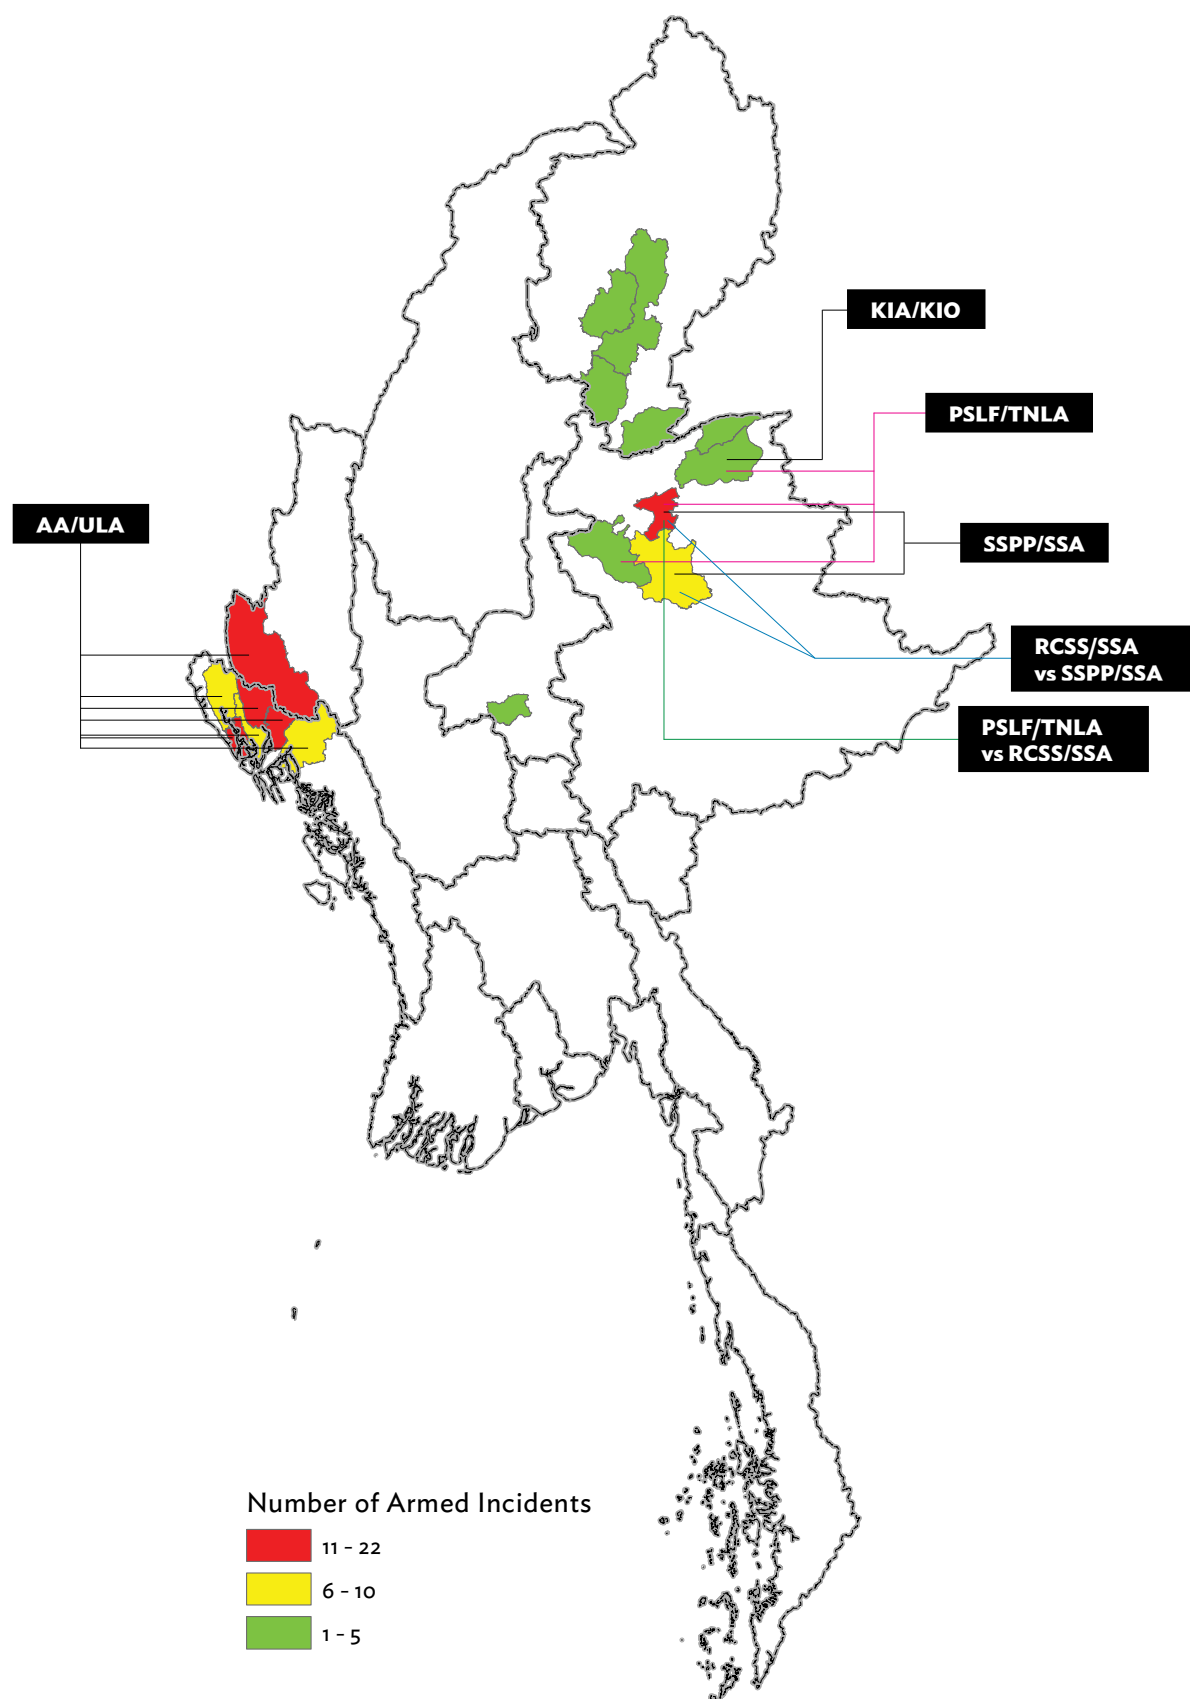 KIA/KIO
PSLF/TNLA
AA/ULA
SSPP/SSA
RCSS/SSA
vs SSPP/SSA
PSLF/TNLA
vs RCSS/SSA
Number of Armed Incidents
11 - 22
6 - 10
1 - 5